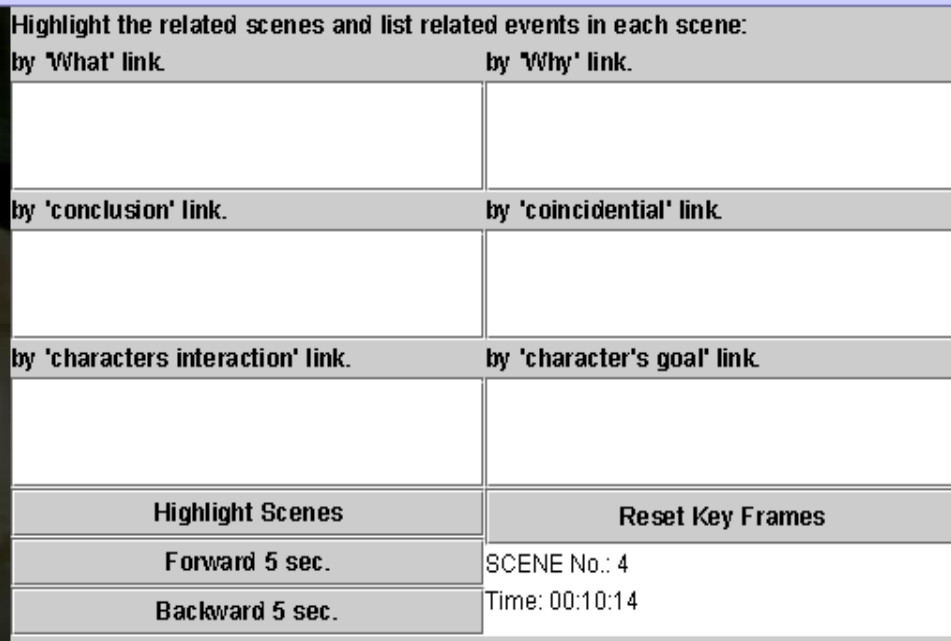 Highlight the related scenes and list related events in each scene:
by 'What' link.
by 'Why' link.
by 'conclusion' link.
by 'coincidential' link.
by 'characters interaction' link.
by 'character's goal' link.
Highlight Scenes
Reset Key Frames
Forward 5 sec.
SCENE No.: 4
Backward 5 sec.
Time: 00:10:14